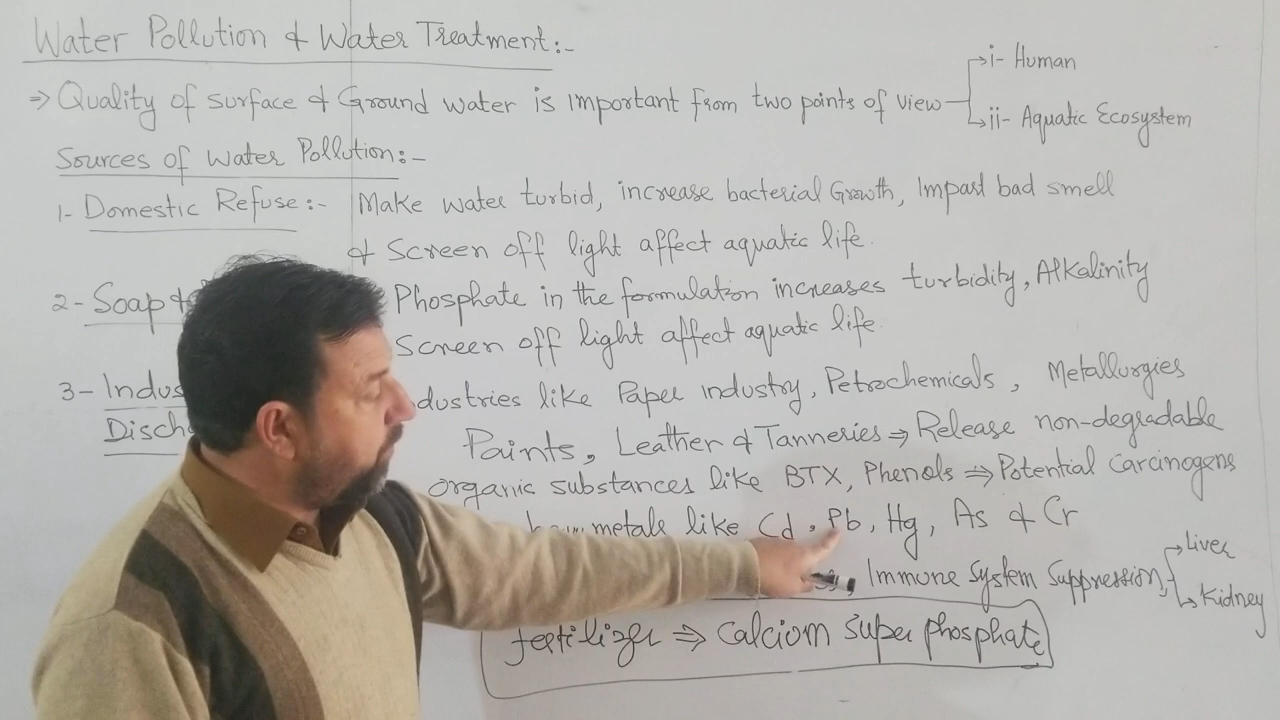 Water Pollution & Water Treatment:-
⇒ Quality of surface & Ground water is important from two points of view
i- Human
ii- Aquatic Ecosystem
Sources of Water Pollution:-
1- Domestic Refuse:- Make water turbid, increase bacterial Growth, Impart bad smell
& Screen off light affect aquatic life.
2- Soap & Phosphate in the formulation increases turbidity, Alkalinity
Screen off light affect aquatic life.
3- Indus dustries like Paper industry, Petrochemicals, Metallurgies
Disch Paints, Leather & Tanneries ⇒ Release non-degradable
organic substances like BTX, Phenols ⇒ Potential Carcinogens
metals like Cd, Pb, Hg, As & Cr
Immune System Suppression,
Liver
Kidney
fertilizer ⇒ Calciom super phosphate